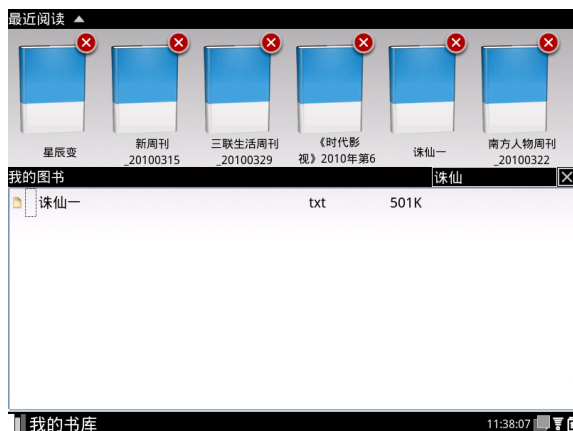 最近阅读
星辰变
新周刊
_20100315
三联生活周刊
_20100329
《时代影
视》2010年第6
诛仙一
南方人物周刊
_20100322
我的图书
诛仙
诛仙一 txt 501K
我的书库
11:38:07